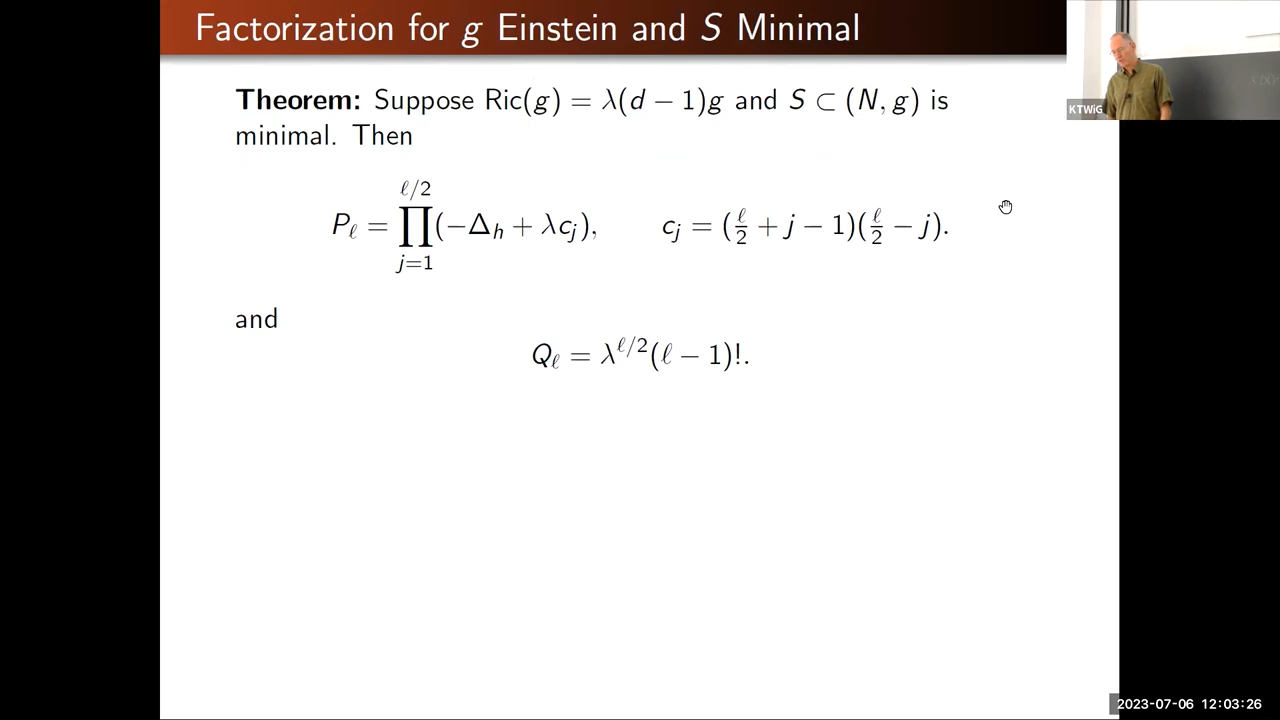 Factorization for g Einstein and S Minimal
Theorem: Suppose Ric(g) = λ(d − 1)g and S ⊂ (N, g) is
minimal. Then
P_ℓ = ∏_{j=1}^{ℓ/2} (−Δ_h + λc_j), c_j = (ℓ/2 + j − 1)(ℓ/2 − j).
and
Q_ℓ = λ^{ℓ/2}(ℓ − 1)!.
KTWiG
2023-07-06 12:03:26